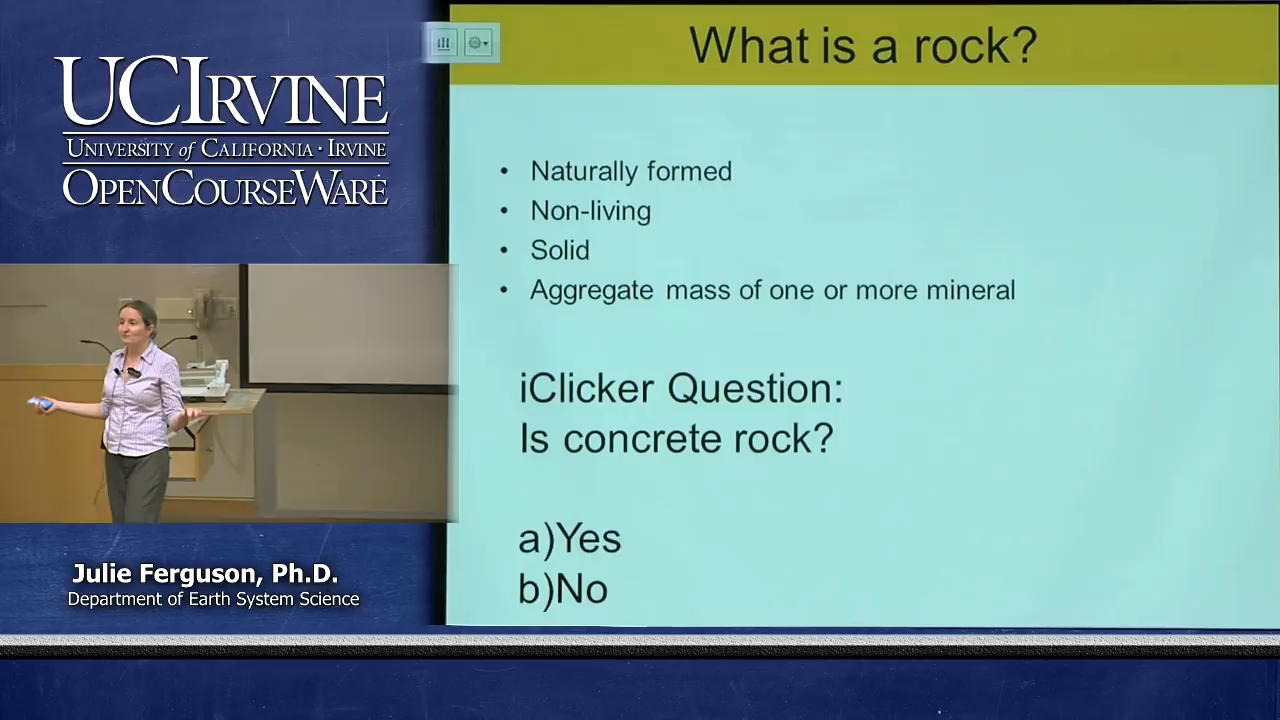 UCIRVINE
UNIVERSITY of CALIFORNIA · IRVINE
OPENCOURSEWARE
What is a rock?
• Naturally formed
• Non-living
• Solid
• Aggregate mass of one or more mineral
iClicker Question:
Is concrete rock?
a)Yes
b)No
Julie Ferguson, Ph.D.
Department of Earth System Science